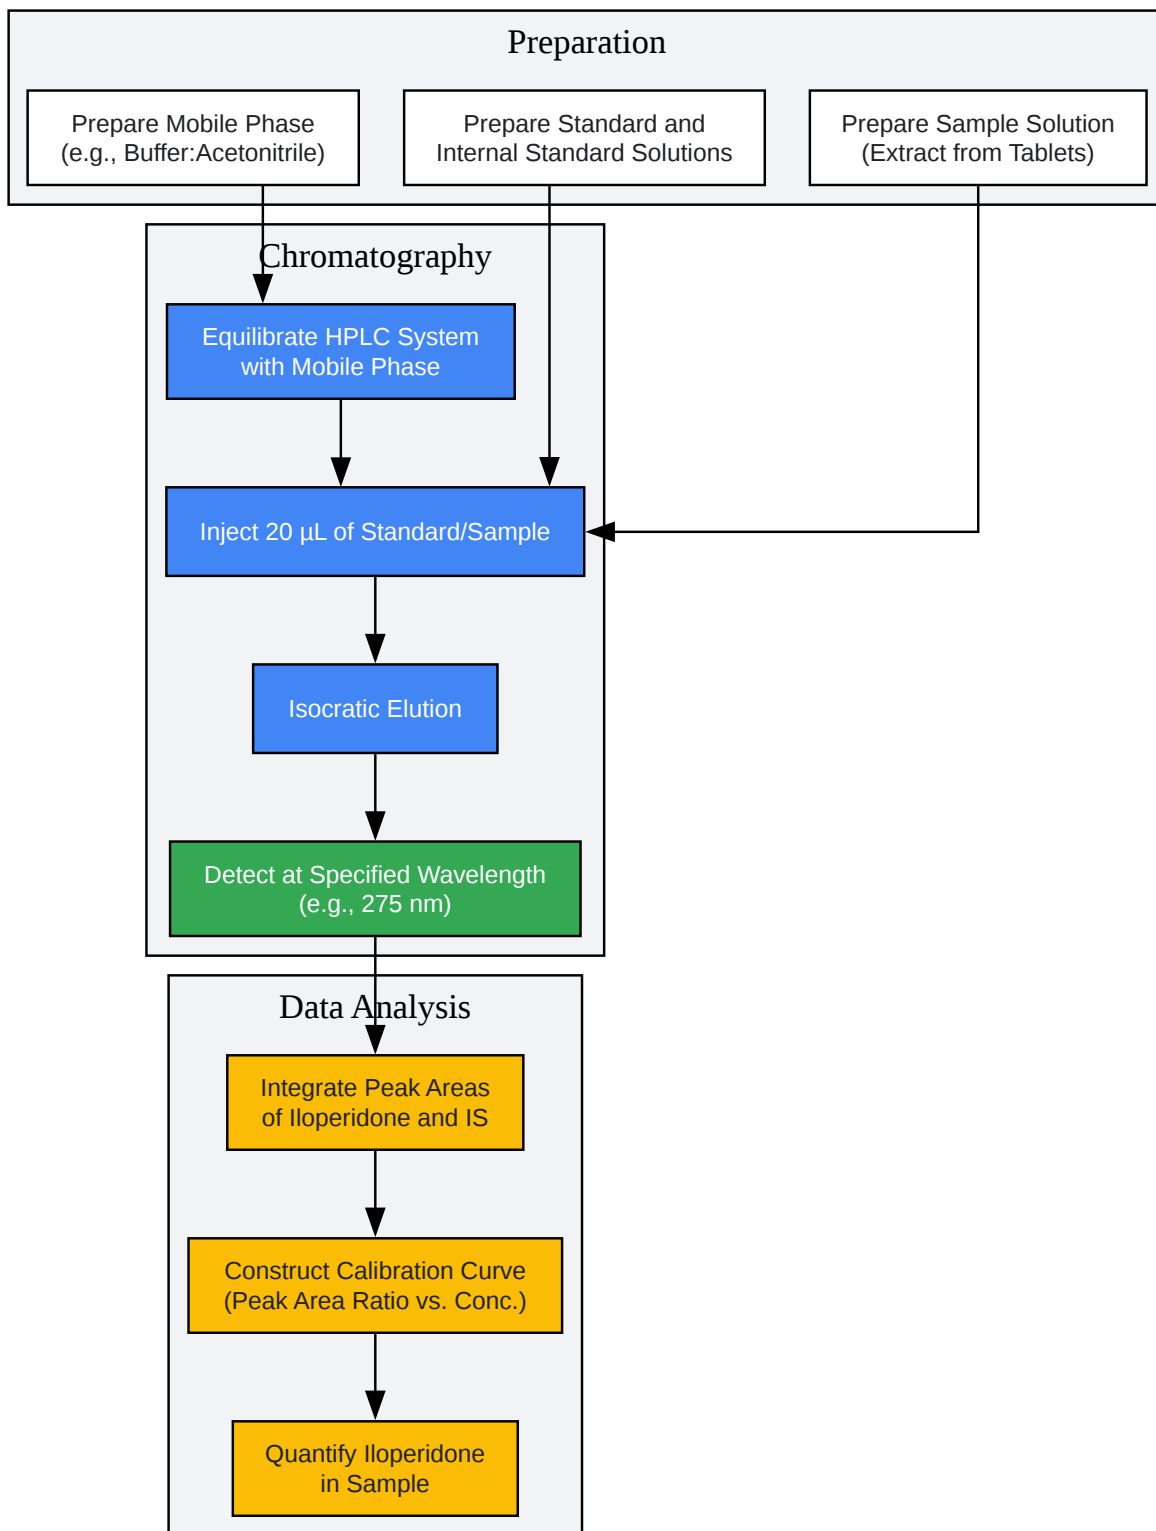 Preparation
Prepare Mobile Phase
(e.g., Buffer:Acetonitrile)
Prepare Standard and
Internal Standard Solutions
Prepare Sample Solution
(Extract from Tablets)
Chromatography
Equilibrate HPLC System
with Mobile Phase
Inject 20 µL of Standard/Sample
Isocratic Elution
Detect at Specified Wavelength
(e.g., 275 nm)
Data Analysis
Integrate Peak Areas
of Iloperidone and IS
Construct Calibration Curve
(Peak Area Ratio vs. Conc.)
Quantify Iloperidone
in Sample